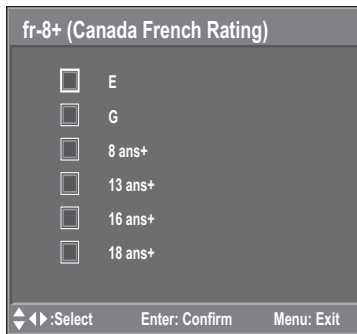 fr-8+ (Canada French Rating)
E
G
8 ans+
13 ans+
16 ans+
18 ans+
:Select Enter: Confirm Menu: Exit